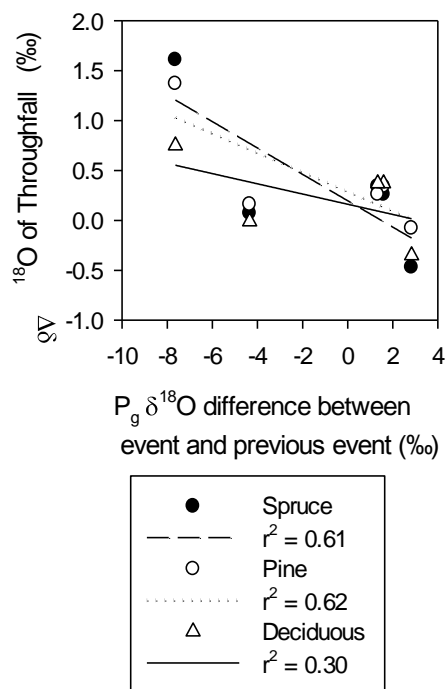 2.0
1.5
1.0
0.5
0.0
-0.5
-1.0
∇δ ¹⁸O of Throughfall (‰)
-10 -8 -6 -4 -2 0 2 4
P₉ δ¹⁸O difference between
event and previous event (‰)
Spruce
r² = 0.61
Pine
r² = 0.62
Deciduous
r² = 0.30